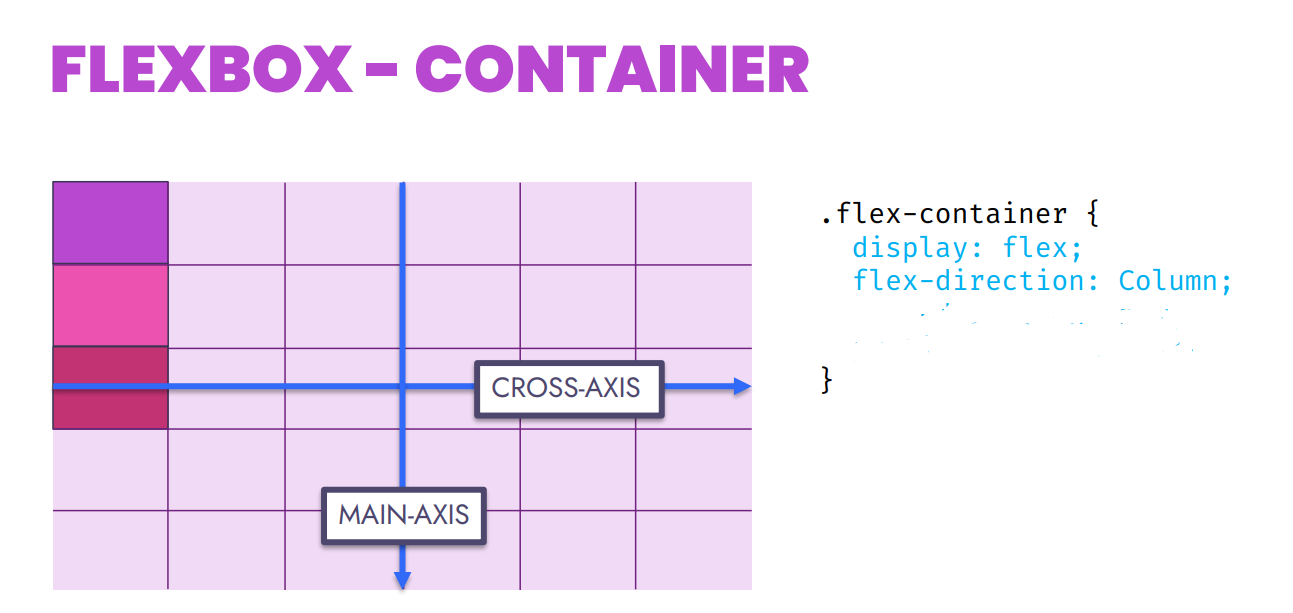 FLEXBOX – CONTAINER
.flex-container {
display: flex;
flex-direction: Column;
}
CROSS-AXIS
MAIN-AXIS